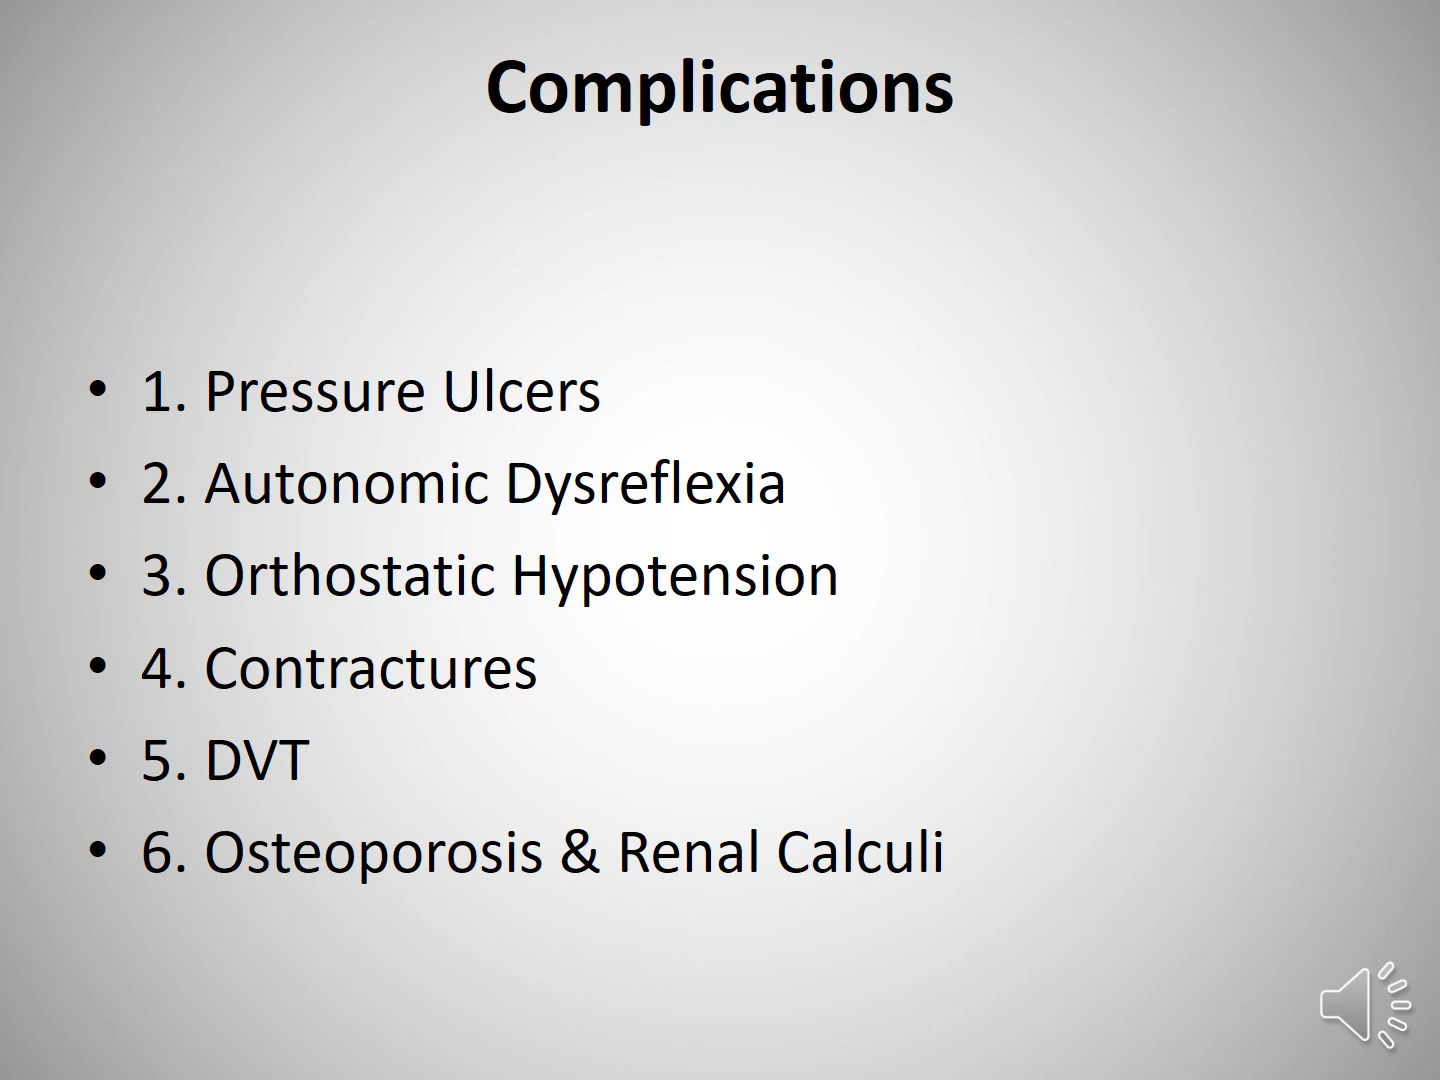 Complications
• 1. Pressure Ulcers
• 2. Autonomic Dysreflexia
• 3. Orthostatic Hypotension
• 4. Contractures
• 5. DVT
• 6. Osteoporosis & Renal Calculi